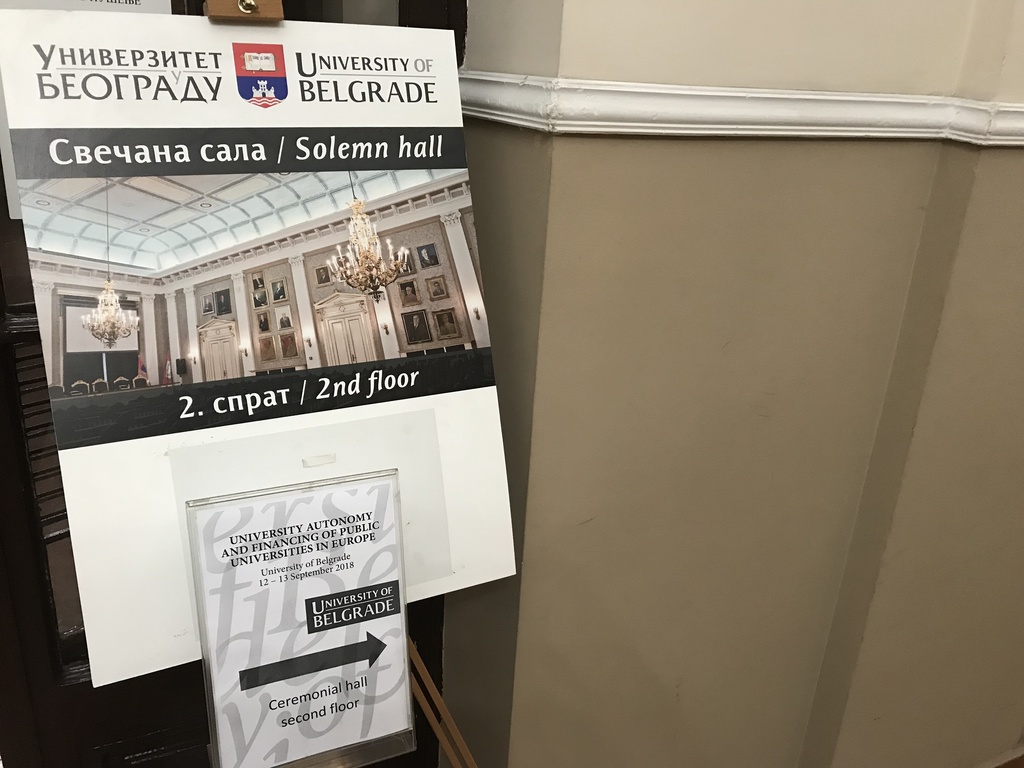 УНИВЕРЗИТЕТ
У
БЕОГРАДУ
UNIVERSITY OF
BELGRADE
Свечана сала / Solemn hall
2. спрат / 2nd floor
UNIVERSITY AUTONOMY
AND FINANCING OF PUBLIC
UNIVERSITIES IN EUROPE
University of Belgrade
12 – 13 September 2018
UNIVERSITY OF
BELGRADE
Ceremonial hall
second floor